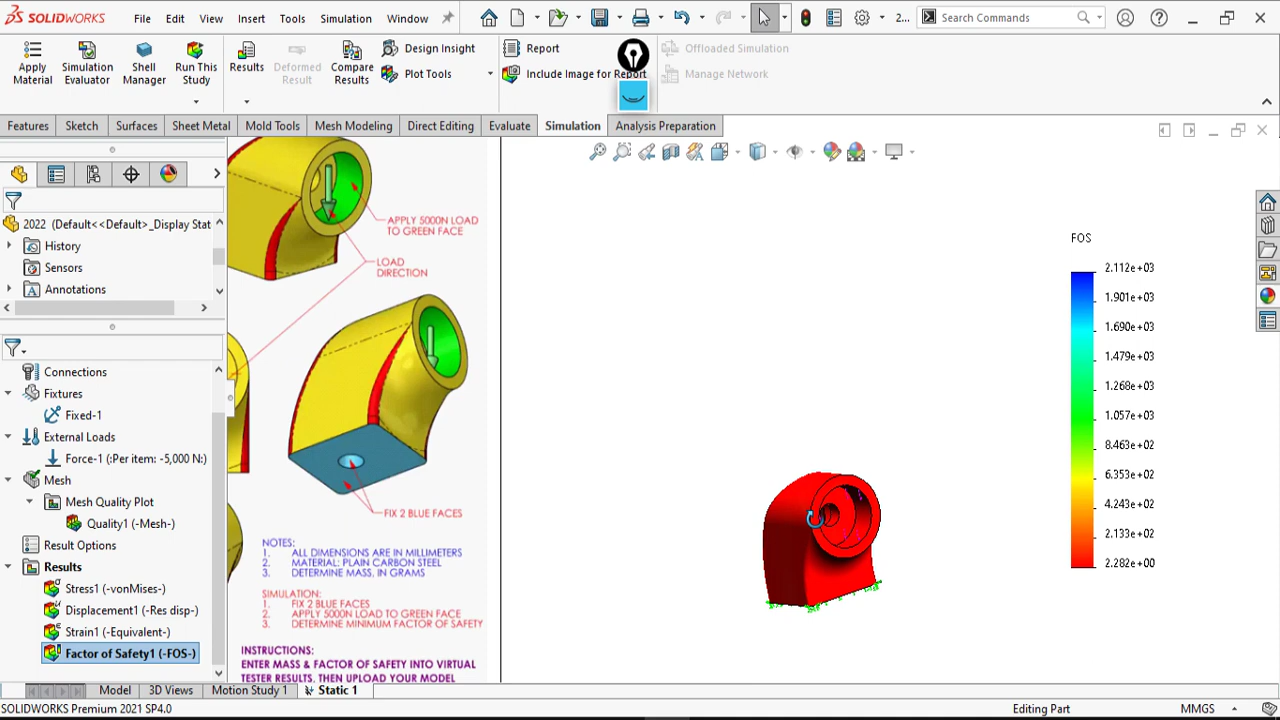 SOLIDWORKS File Edit View Insert Tools Simulation Window 2... Search Commands
Apply Material
Simulation Evaluator
Shell Manager
Run This Study
Results
Deformed Result
Compare Results
Design Insight
Plot Tools
Report
Include Image for Report
Offloaded Simulation
Manage Network
Features Sketch Surfaces Sheet Metal Mold Tools Mesh Modeling Direct Editing Evaluate Simulation Analysis Preparation
2022 (Default<<Default>_Display Stat
History
Sensors
Annotations
Connections
Fixtures
Fixed-1
External Loads
Force-1 (:Per item: -5,000 N:)
Mesh
Mesh Quality Plot
Quality1 (-Mesh-)
Result Options
Results
Stress1 (-vonMises-)
Displacement1 (-Res disp-)
Strain1 (-Equivalent-)
Factor of Safety1 (-FOS-)
APPLY 5000N LOAD
TO GREEN FACE
LOAD
DIRECTION
FIX 2 BLUE FACES
NOTES:
1. ALL DIMENSIONS ARE IN MILLIMETERS
2. MATERIAL: PLAIN CARBON STEEL
3. DETERMINE MASS, IN GRAMS
SIMULATION:
1. FIX 2 BLUE FACES
2. APPLY 5000N LOAD TO GREEN FACE
3. DETERMINE MINIMUM FACTOR OF SAFETY
INSTRUCTIONS:
ENTER MASS & FACTOR OF SAFETY INTO VIRTUAL
TESTER RESULTS, THEN UPLOAD YOUR MODEL
FOS
2.112e+03
1.901e+03
1.690e+03
1.479e+03
1.268e+03
1.057e+03
8.463e+02
6.353e+02
4.243e+02
2.133e+02
2.282e+00
Model 3D Views Motion Study 1 Static 1
SOLIDWORKS Premium 2021 SP4.0 Editing Part MMGS